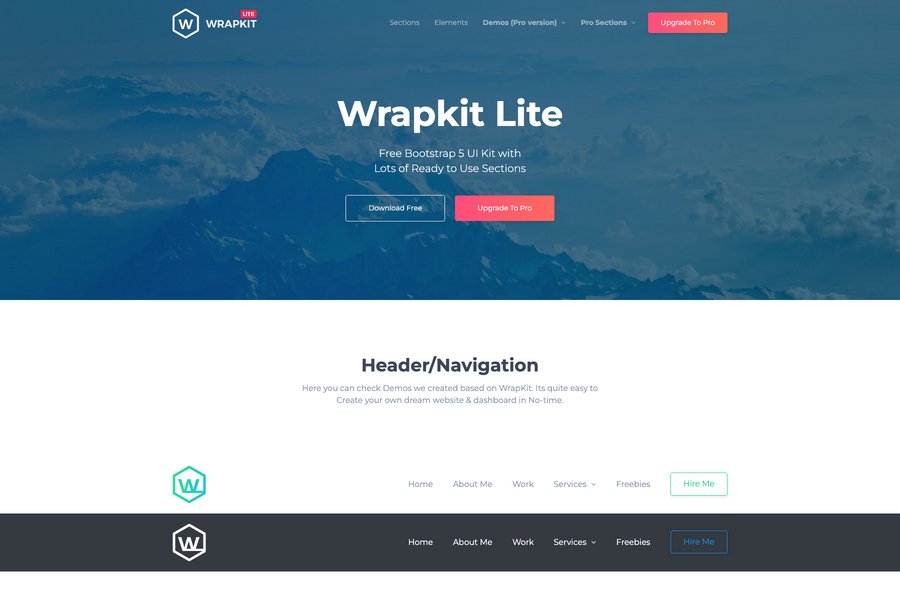 W WRAPKIT LITE
Sections Elements Demos (Pro version) Pro Sections Upgrade To Pro
Wrapkit Lite
Free Bootstrap 5 UI Kit with
Lots of Ready to Use Sections
Download Free Upgrade To Pro
Header/Navigation
Here you can check Demos we created based on WrapKit. Its quite easy to
Create your own dream website & dashboard in No-time.
W Home About Me Work Services Freebies Hire Me
W Home About Me Work Services Freebies Hire Me